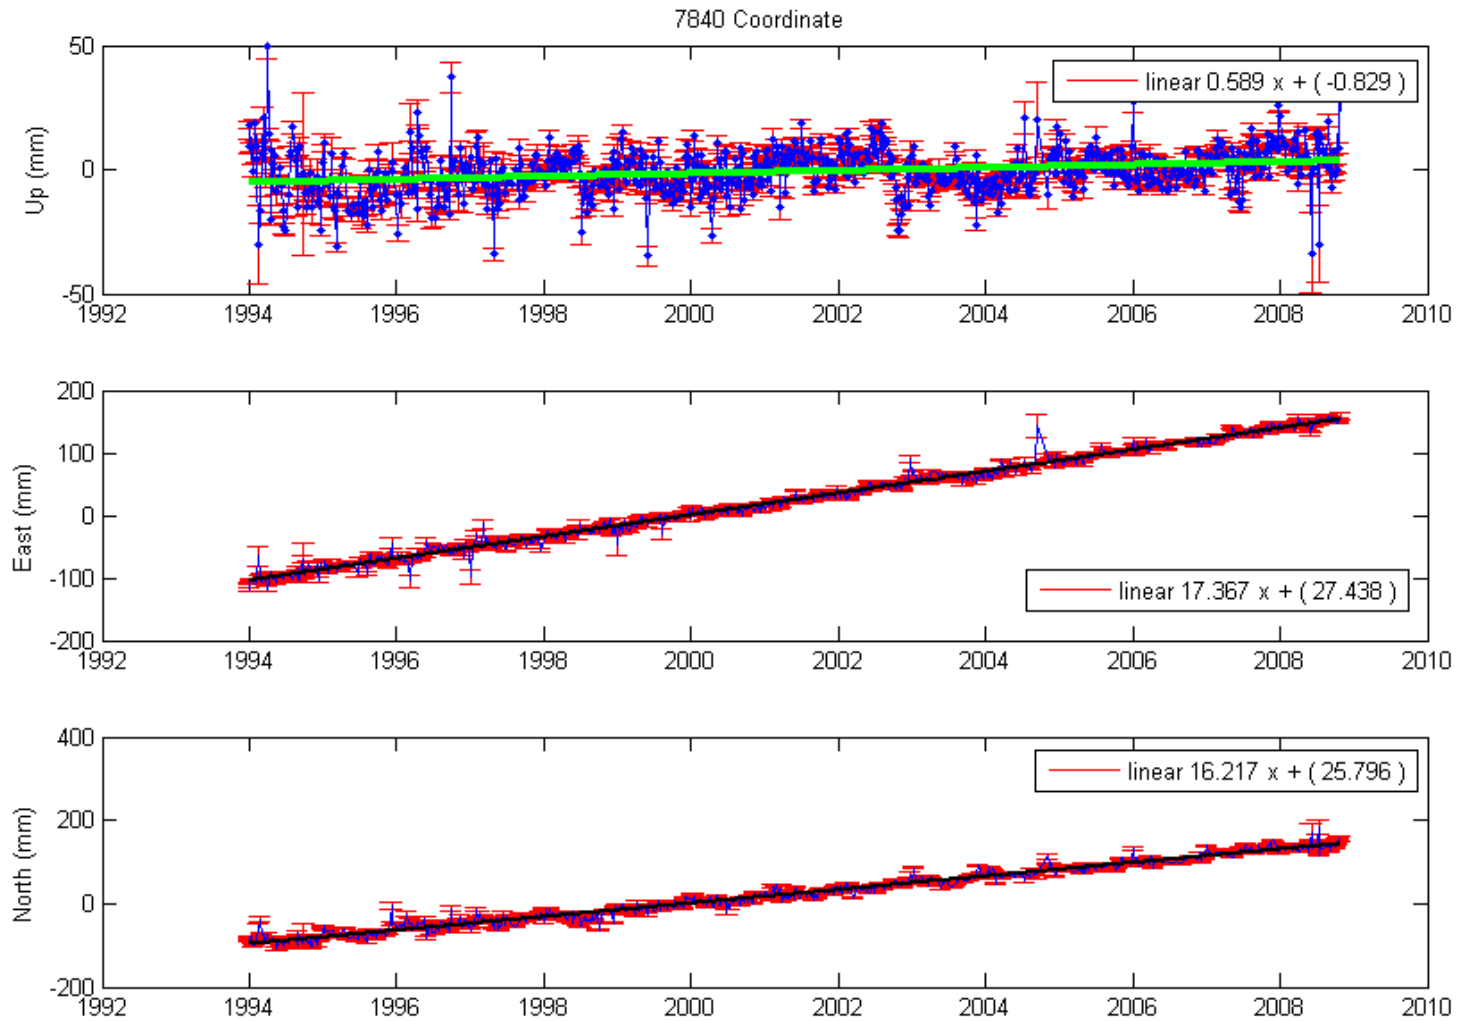 7840 Coordinate
Up (mm)
50
0
-50
linear 0.589 x + ( -0.829 )
1992 1994 1996 1998 2000 2002 2004 2006 2008 2010
East (mm)
200
100
0
-100
-200
linear 17.367 x + ( 27.438 )
1992 1994 1996 1998 2000 2002 2004 2006 2008 2010
North (mm)
400
200
0
-200
linear 16.217 x + ( 25.796 )
1992 1994 1996 1998 2000 2002 2004 2006 2008 2010